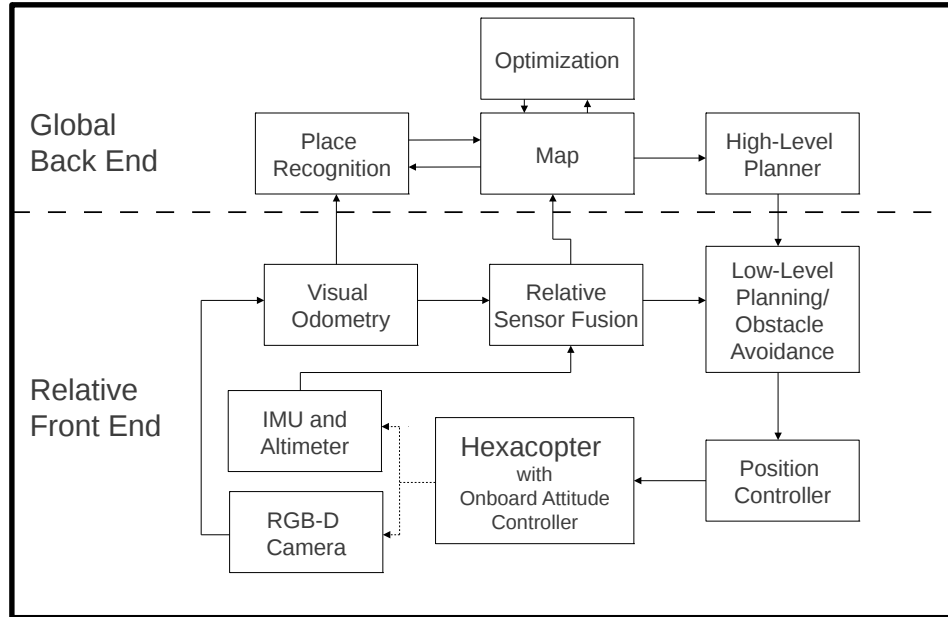 Optimization
Global
Back End
Place
Recognition
Map
High-Level
Planner
Visual
Odometry
Relative
Sensor Fusion
Low-Level
Planning/
Obstacle
Avoidance
Relative
Front End
IMU and
Altimeter
Hexacopter
with
Onboard Attitude
Controller
Position
Controller
RGB-D
Camera